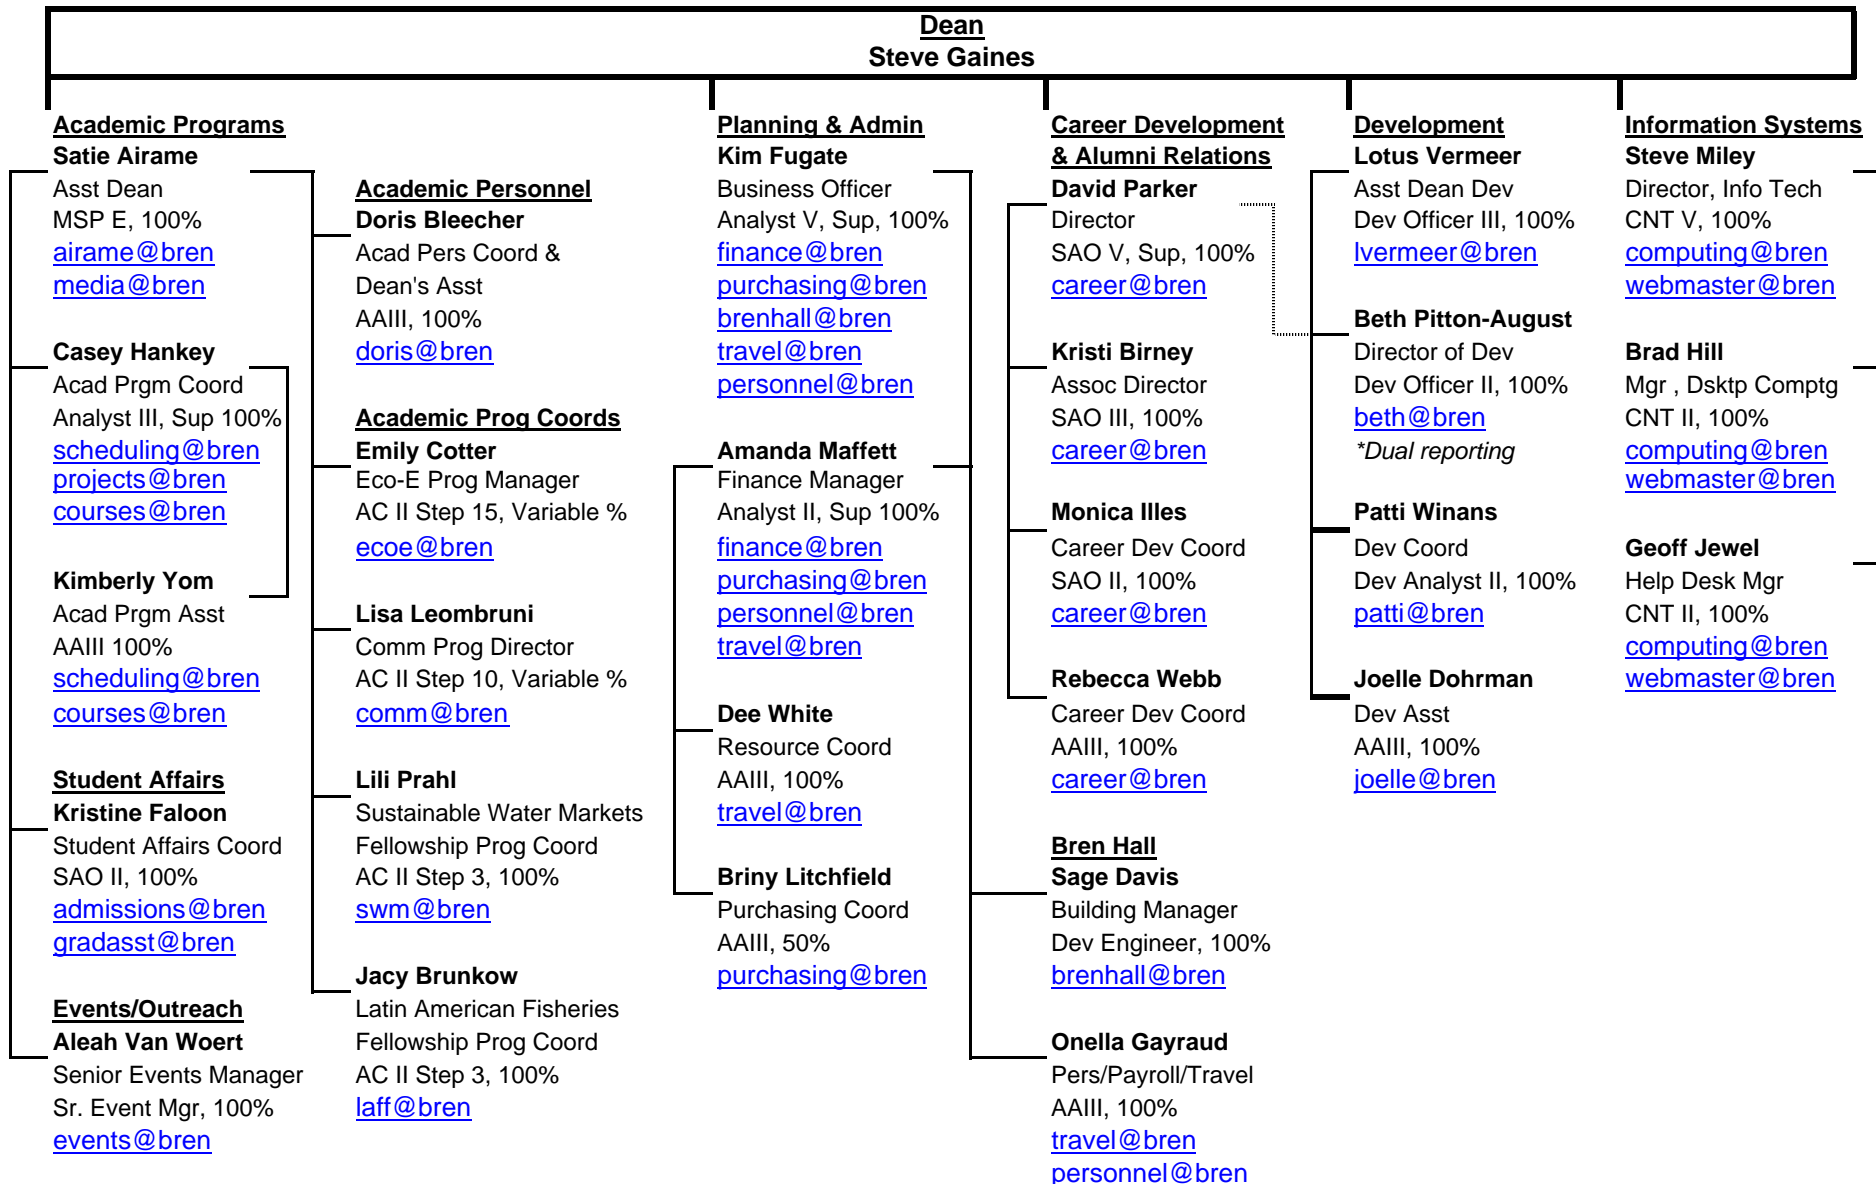 Dean
Steve Gaines
Academic Programs
Satie Airame
Asst Dean
MSP E, 100%
airame@bren
media@bren
Casey Hankey
Acad Prgm Coord
Analyst III, Sup 100%
scheduling@bren
projects@bren
courses@bren
Kimberly Yom
Acad Prgm Asst
AAIII 100%
scheduling@bren
courses@bren
Student Affairs
Kristine Faloon
Student Affairs Coord
SAO II, 100%
admissions@bren
gradasst@bren
Events/Outreach
Aleah Van Woert
Senior Events Manager
Sr. Event Mgr, 100%
events@bren
Academic Personnel
Doris Bleecher
Acad Pers Coord &
Dean's Asst
AAIII, 100%
doris@bren
Academic Prog Coords
Emily Cotter
Eco-E Prog Manager
AC II Step 15, Variable %
ecoe@bren
Lisa Leombruni
Comm Prog Director
AC II Step 10, Variable %
comm@bren
Lili Prahl
Sustainable Water Markets
Fellowship Prog Coord
AC II Step 3, 100%
swm@bren
Jacy Brunkow
Latin American Fisheries
Fellowship Prog Coord
AC II Step 3, 100%
laff@bren
Planning & Admin
Kim Fugate
Business Officer
Analyst V, Sup, 100%
finance@bren
purchasing@bren
brenhall@bren
travel@bren
personnel@bren
Amanda Maffett
Finance Manager
Analyst II, Sup 100%
finance@bren
purchasing@bren
personnel@bren
travel@bren
Dee White
Resource Coord
AAIII, 100%
travel@bren
Briny Litchfield
Purchasing Coord
AAIII, 50%
purchasing@bren
Career Development
& Alumni Relations
David Parker
Director
SAO V, Sup, 100%
career@bren
Kristi Birney
Assoc Director
SAO III, 100%
career@bren
Monica Illes
Career Dev Coord
SAO II, 100%
career@bren
Rebecca Webb
Career Dev Coord
AAIII, 100%
career@bren
Bren Hall
Sage Davis
Building Manager
Dev Engineer, 100%
brenhall@bren
Onella Gayraud
Pers/Payroll/Travel
AAIII, 100%
travel@bren
personnel@bren
Development
Lotus Vermeer
Asst Dean Dev
Dev Officer III, 100%
lvermeer@bren
Beth Pitton-August
Director of Dev
Dev Officer II, 100%
beth@bren
*Dual reporting
Patti Winans
Dev Coord
Dev Analyst II, 100%
patti@bren
Joelle Dohrman
Dev Asst
AAIII, 100%
joelle@bren
Information Systems
Steve Miley
Director, Info Tech
CNT V, 100%
computing@bren
webmaster@bren
Brad Hill
Mgr , Dsktp Comptg
CNT II, 100%
computing@bren
webmaster@bren
Geoff Jewel
Help Desk Mgr
CNT II, 100%
computing@bren
webmaster@bren